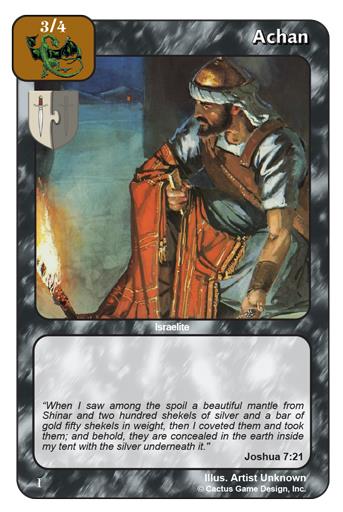 3/4
Achan
Israelite
"When I saw among the spoil a beautiful mantle from
Shinar and two hundred shekels of silver and a bar of
gold fifty shekels in weight, then I coveted them and took
them; and behold, they are concealed in the earth inside
my tent with the silver underneath it."
Joshua 7:21
I
Illus. Artist Unknown
© Cactus Game Design, Inc.